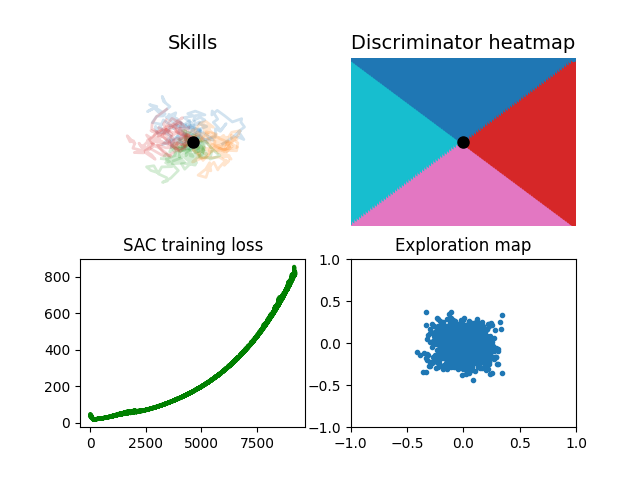 Skills
Discriminator heatmap
SAC training loss
800
600
400
200
0
0 2500 5000 7500
Exploration map
1.0
0.5
0.0
−0.5
−1.0
−1.0 −0.5 0.0 0.5 1.0